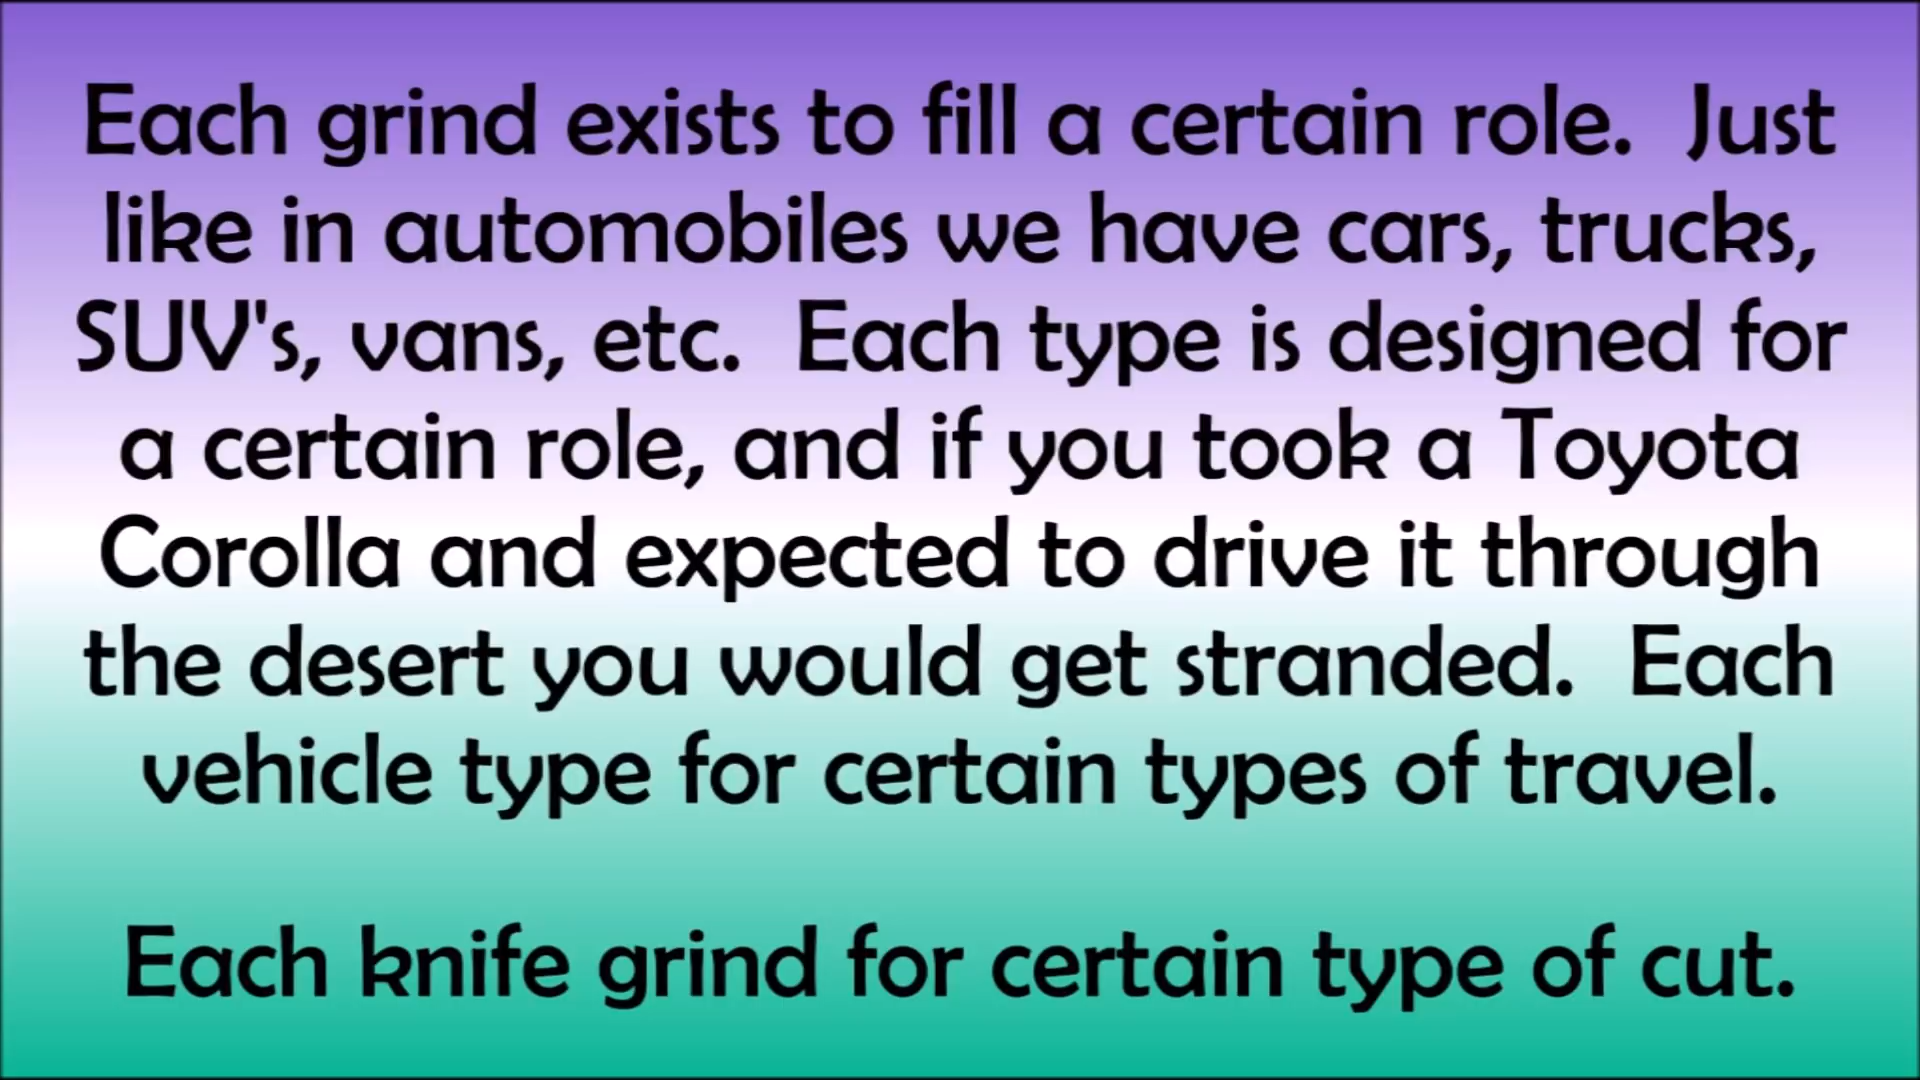 Each grind exists to fill a certain role.  Just
like in automobiles we have cars, trucks,
SUV's, vans, etc.  Each type is designed for
a certain role, and if you took a Toyota
Corolla and expected to drive it through
the desert you would get stranded.  Each
vehicle type for certain types of travel.
Each knife grind for certain type of cut.